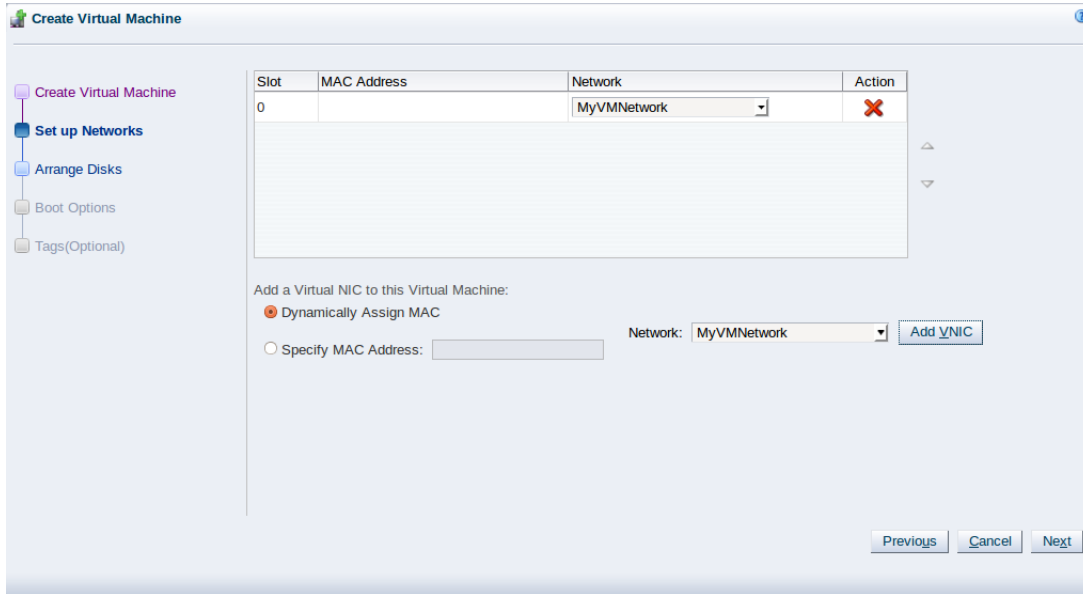 Create Virtual Machine
Create Virtual Machine
Set up Networks
Arrange Disks
Boot Options
Tags(Optional)
Slot MAC Address Network Action
0 MyVMNetwork
Add a Virtual NIC to this Virtual Machine:
Dynamically Assign MAC
Specify MAC Address:
Network: MyVMNetwork Add VNIC
Previous Cancel Next